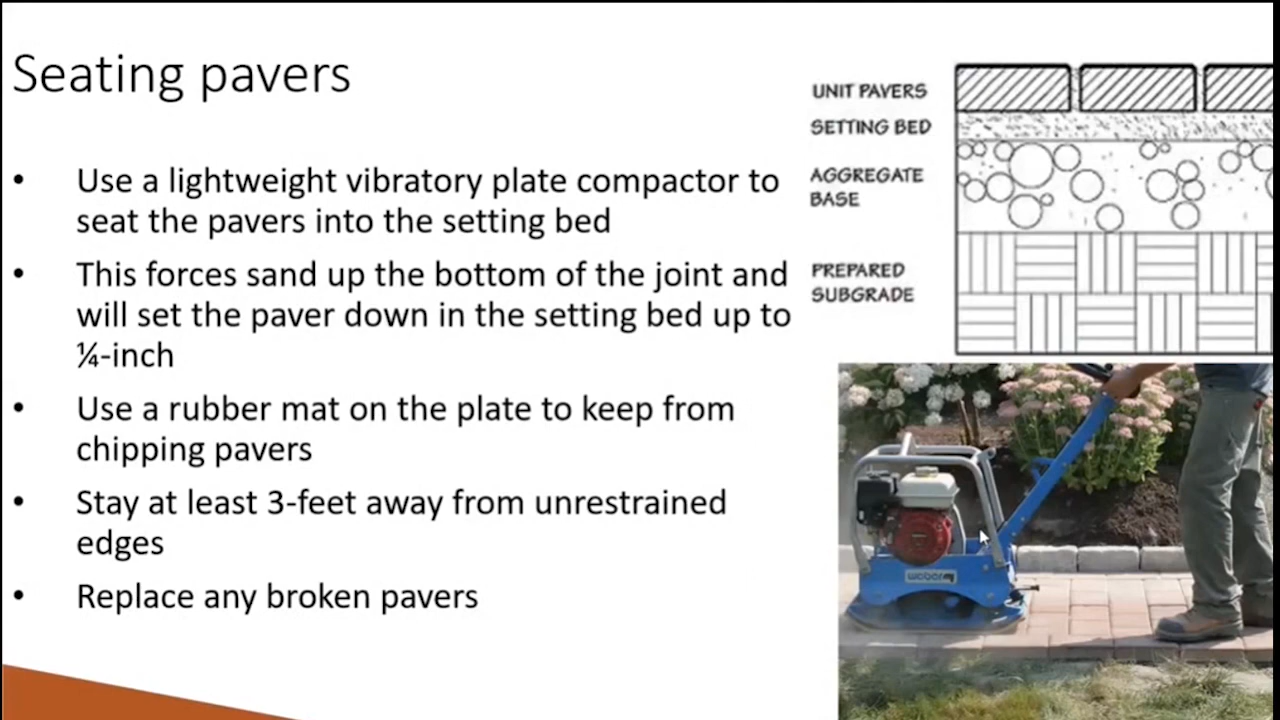 Seating pavers
• Use a lightweight vibratory plate compactor to
seat the pavers into the setting bed
• This forces sand up the bottom of the joint and
will set the paver down in the setting bed up to
¼-inch
• Use a rubber mat on the plate to keep from
chipping pavers
• Stay at least 3-feet away from unrestrained
edges
• Replace any broken pavers
UNIT PAVERS
SETTING BED
AGGREGATE
BASE
PREPARED
SUBGRADE
weber